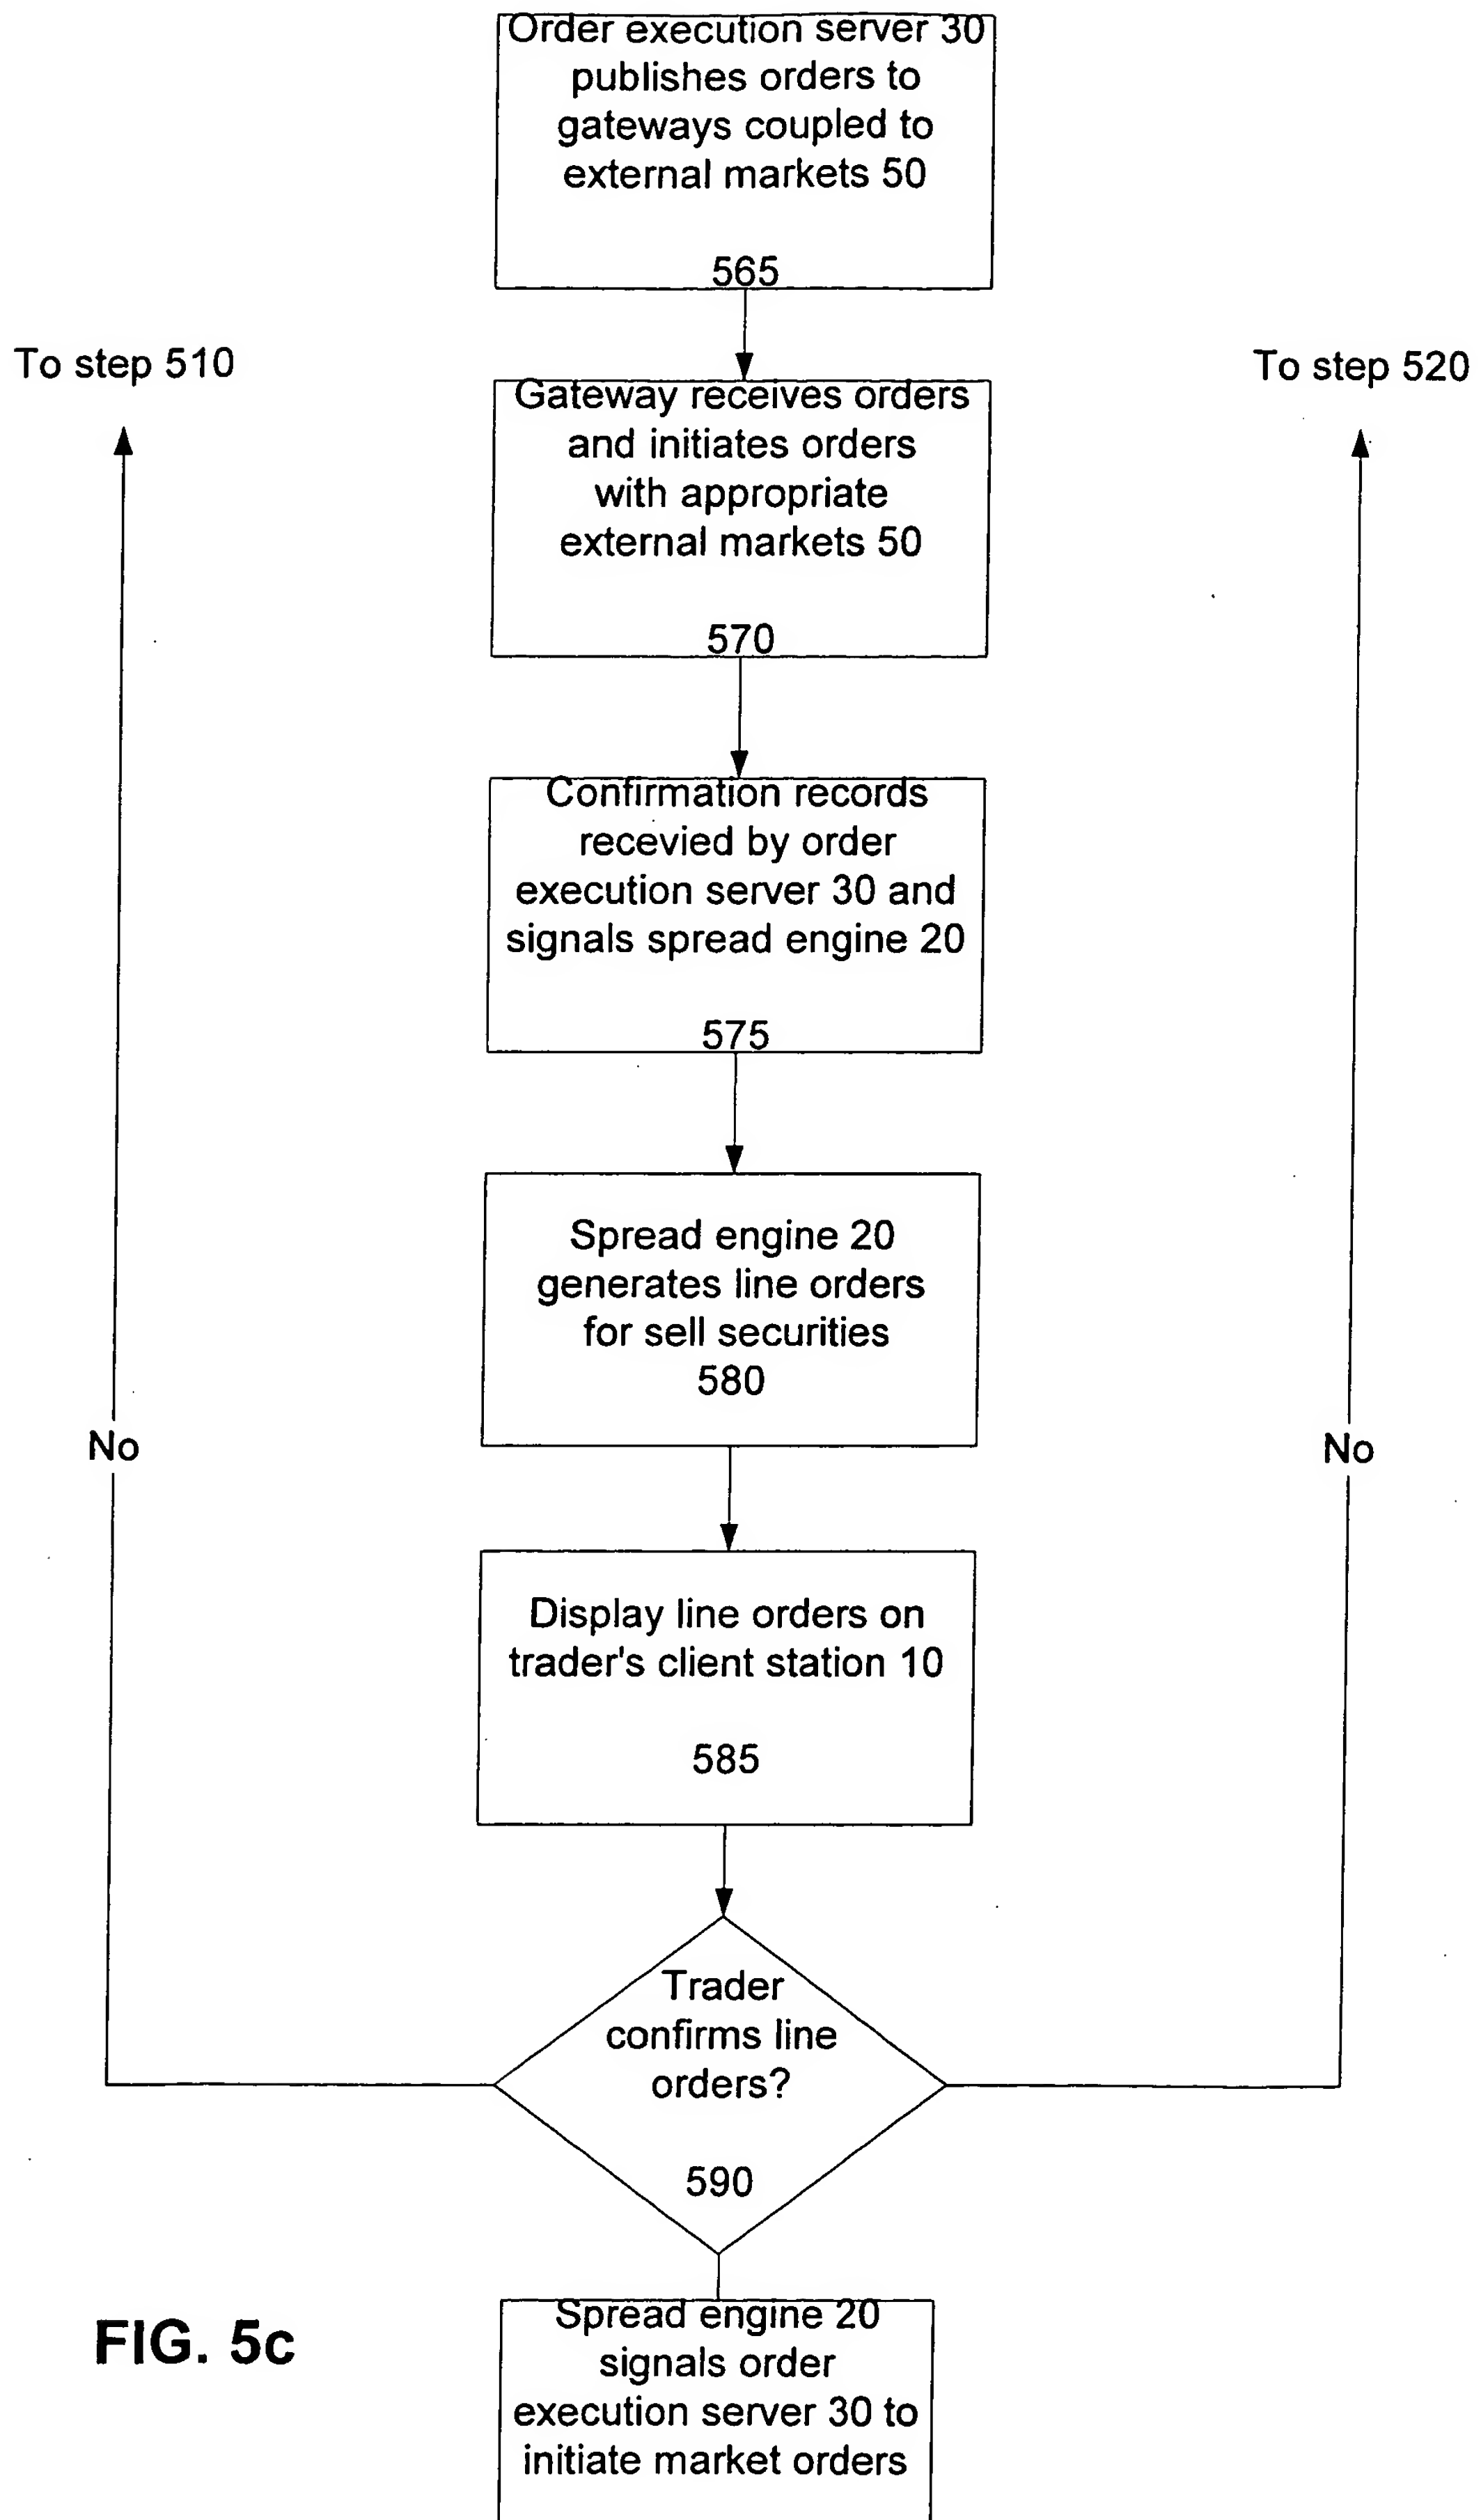 Order execution server 30
publishes orders to
gateways coupled to
external markets 50
565
To step 510
To step 520
Gateway receives orders
and initiates orders
with appropriate
external markets 50
570
Confirmation records
recevied by order
execution server 30 and
signals spread engine 20
575
Spread engine 20
generates line orders
for sell securities
580
No
No
Display line orders on
trader's client station 10
585
Trader
confirms line
orders?
590
Spread engine 20
signals order
execution server 30 to
initiate market orders
FIG. 5c